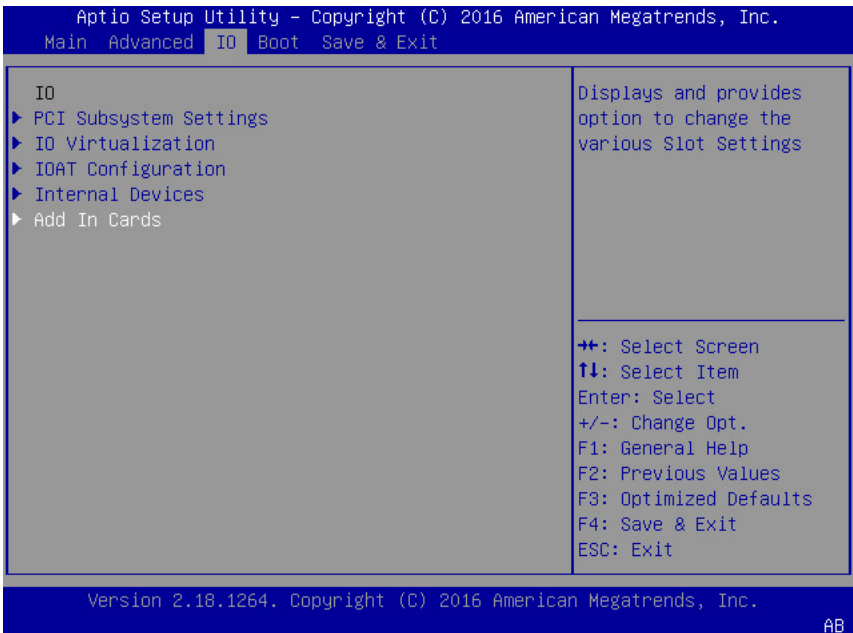 Aptio Setup Utility – Copyright (C) 2016 American Megatrends, Inc.
Main Advanced IO Boot Save & Exit
IO
▶ PCI Subsystem Settings
▶ IO Virtualization
▶ IOAT Configuration
▶ Internal Devices
▶ Add In Cards
Displays and provides
option to change the
various Slot Settings
→←: Select Screen
↑↓: Select Item
Enter: Select
+/-: Change Opt.
F1: General Help
F2: Previous Values
F3: Optimized Defaults
F4: Save & Exit
ESC: Exit
Version 2.18.1264. Copyright (C) 2016 American Megatrends, Inc.
AB